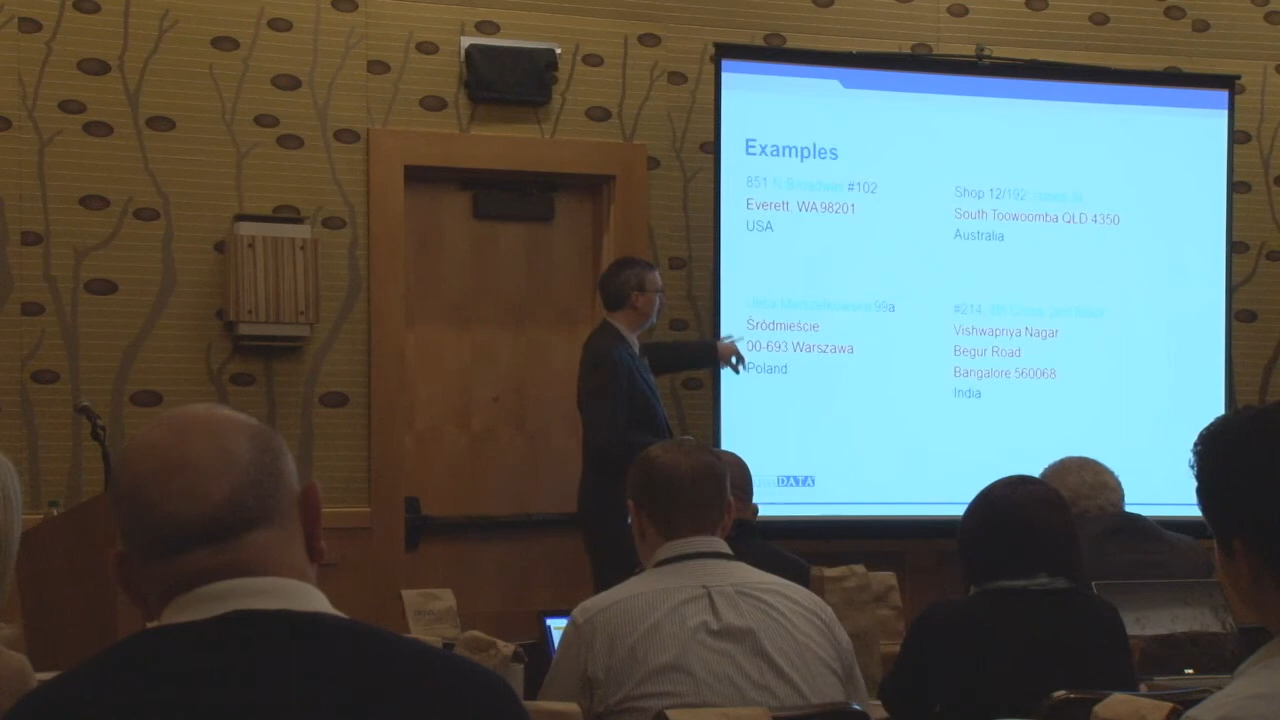 Examples
851 N Broadway #102
Everett, WA 98201
USA
Shop 12/192
South Toowoomba QLD 4350
Australia
99a
Śródmieście
00-693 Warszawa
Poland
#214,
Vishwapriya Nagar
Begur Road
Bangalore 560068
India
DATA